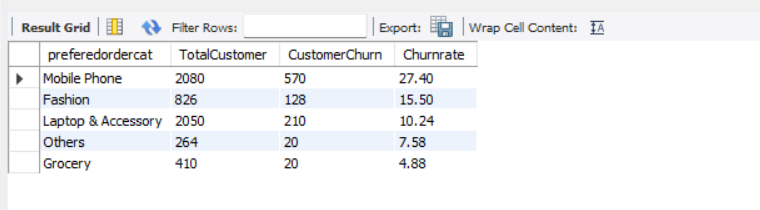 Result Grid Filter Rows: Export: Wrap Cell Content: IA
preferedordercat TotalCustomer CustomerChurn Churnrate
Mobile Phone 2080 570 27.40
Fashion 826 128 15.50
Laptop & Accessory 2050 210 10.24
Others 264 20 7.58
Grocery 410 20 4.88